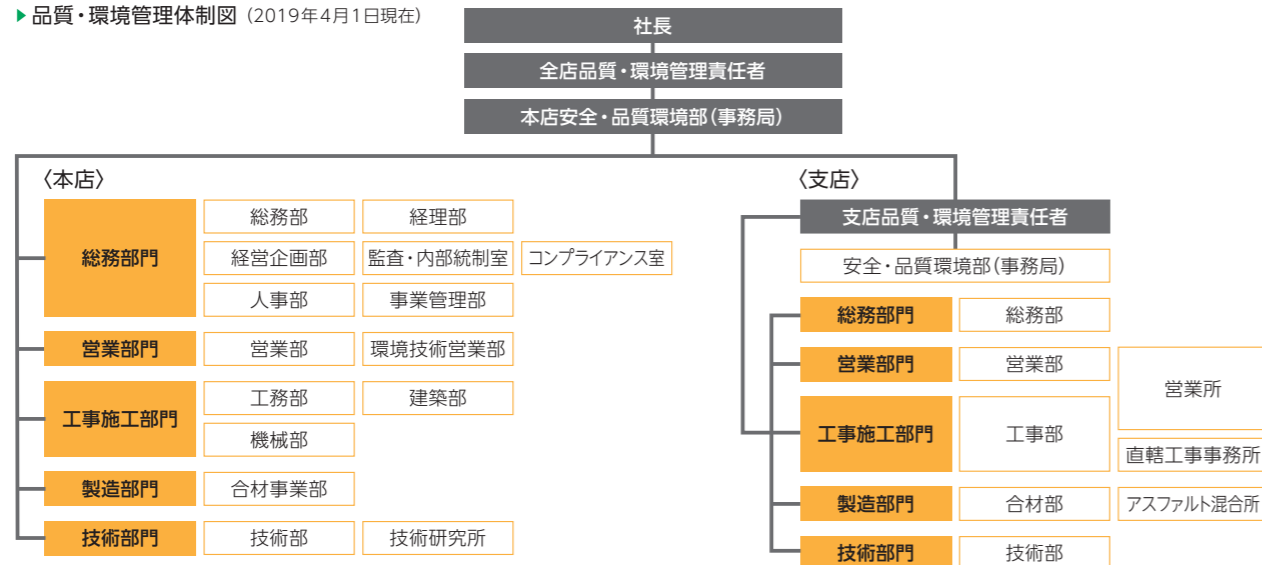 品質・環境管理体制図（2019年4月1日現在）
社長
全店品質・環境管理責任者
本店安全・品質環境部（事務局）
〈本店〉
総務部門
総務部
経理部
経営企画部
監査・内部統制室
コンプライアンス室
人事部
事業管理部
営業部門
営業部
環境技術営業部
工事施工部門
工務部
建築部
機械部
製造部門
合材事業部
技術部門
技術部
技術研究所
〈支店〉
支店品質・環境管理責任者
安全・品質環境部（事務局）
総務部門
総務部
営業部門
営業部
営業所
工事施工部門
工事部
直轄工事事務所
製造部門
合材部
アスファルト混合所
技術部門
技術部